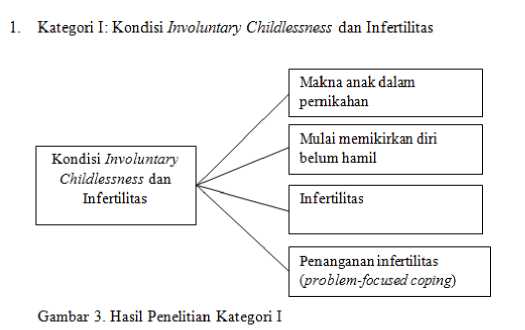 1. Kategori I: Kondisi Involuntary Childlessness dan Infertilitas
Makna anak dalam
pernikahan
Mulai memikirkan diri
belum hamil
Kondisi Involuntary
Childlessness dan
Infertilitas
Infertilitas
Penanganan infertilitas
(problem-focused coping)
Gambar 3. Hasil Penelitian Kategori I